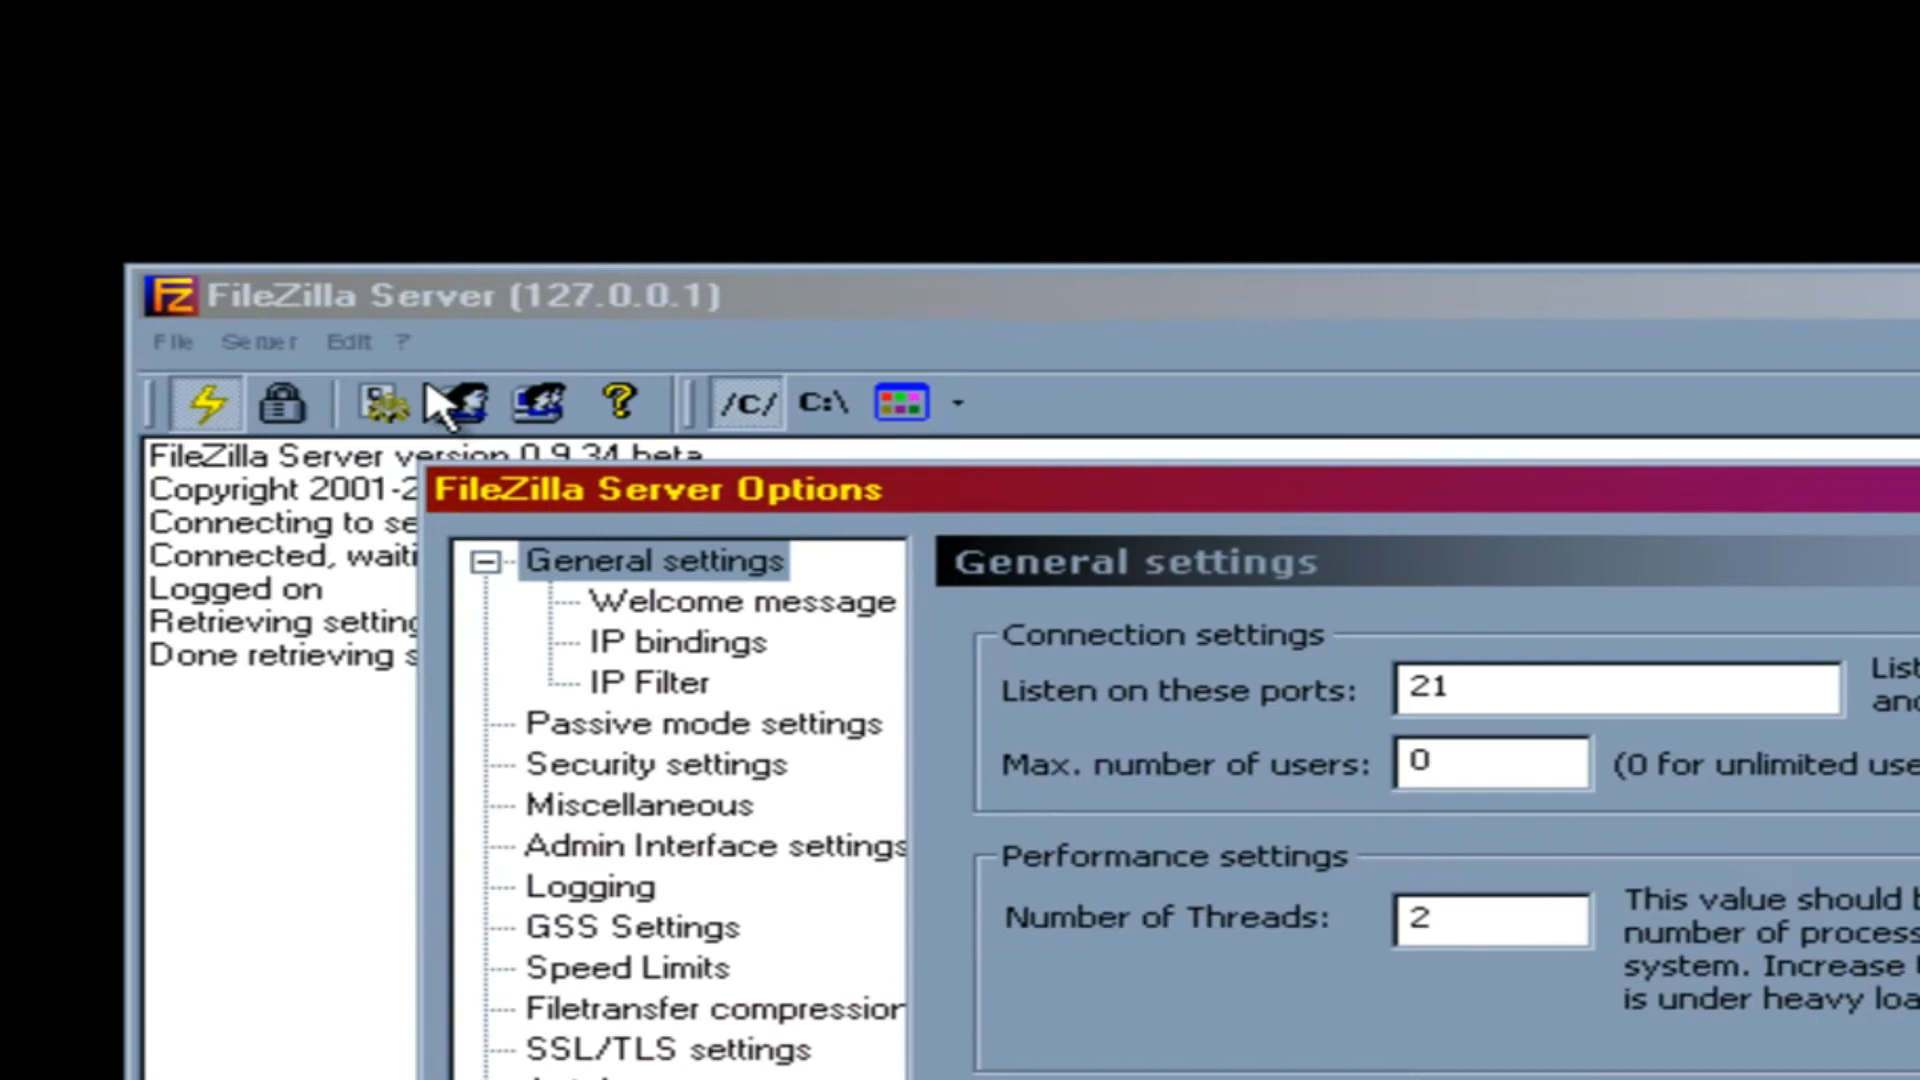 FileZilla Server (127.0.0.1)
File Server Edit ?
/C/ C:\
FileZilla Server version 0.9.34 beta
Copyright 2001-2
Connecting to se
Connected, waiti
Logged on
Retrieving setting
Done retrieving s
FileZilla Server Options
General settings
Welcome message
IP bindings
IP Filter
Passive mode settings
Security settings
Miscellaneous
Admin Interface settings
Logging
GSS Settings
Speed Limits
Filetransfer compression
SSL/TLS settings
General settings
Connection settings
Listen on these ports: 21
List
and
Max. number of users: 0 (0 for unlimited use
Performance settings
Number of Threads: 2
This value should b
number of process
system. Increase
is under heavy loa